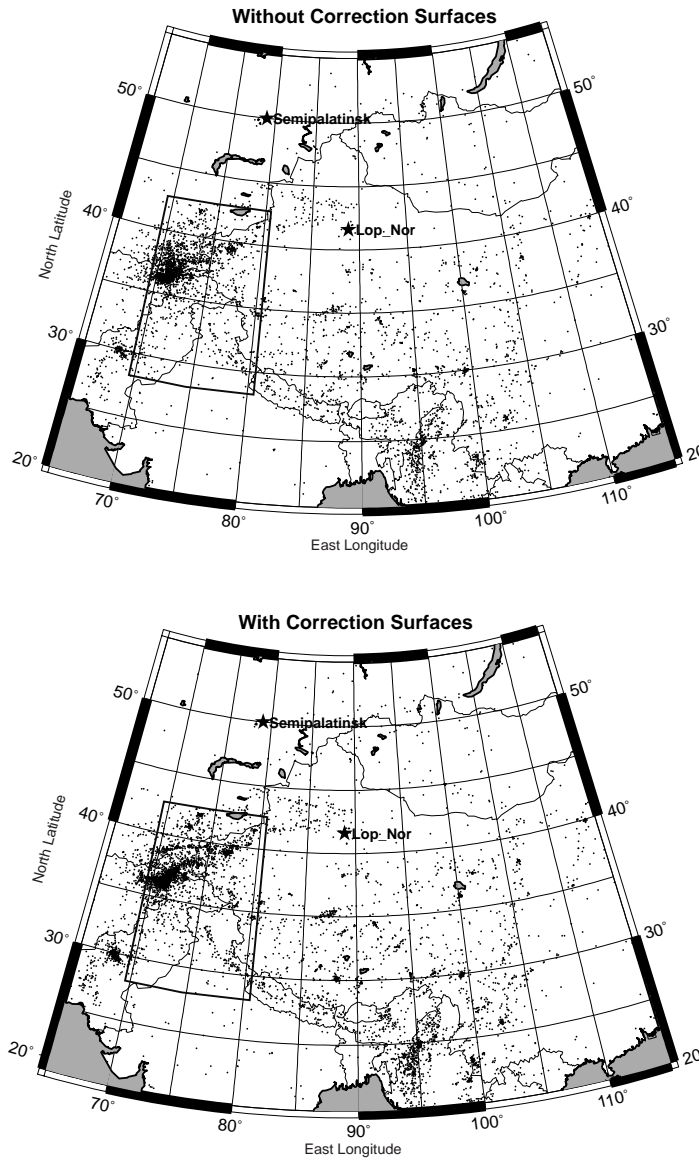 Without Correction Surfaces
50°
50°
Semipalatinsk
40°
40°
Lop_Nor
North Latitude
30°
30°
20°
20
70°
80°
90°
100°
110°
East Longitude
With Correction Surfaces
50°
50°
Semipalatinsk
40°
40°
Lop_Nor
North Latitude
30°
30°
20°
20
70°
80°
90°
100°
110°
East Longitude